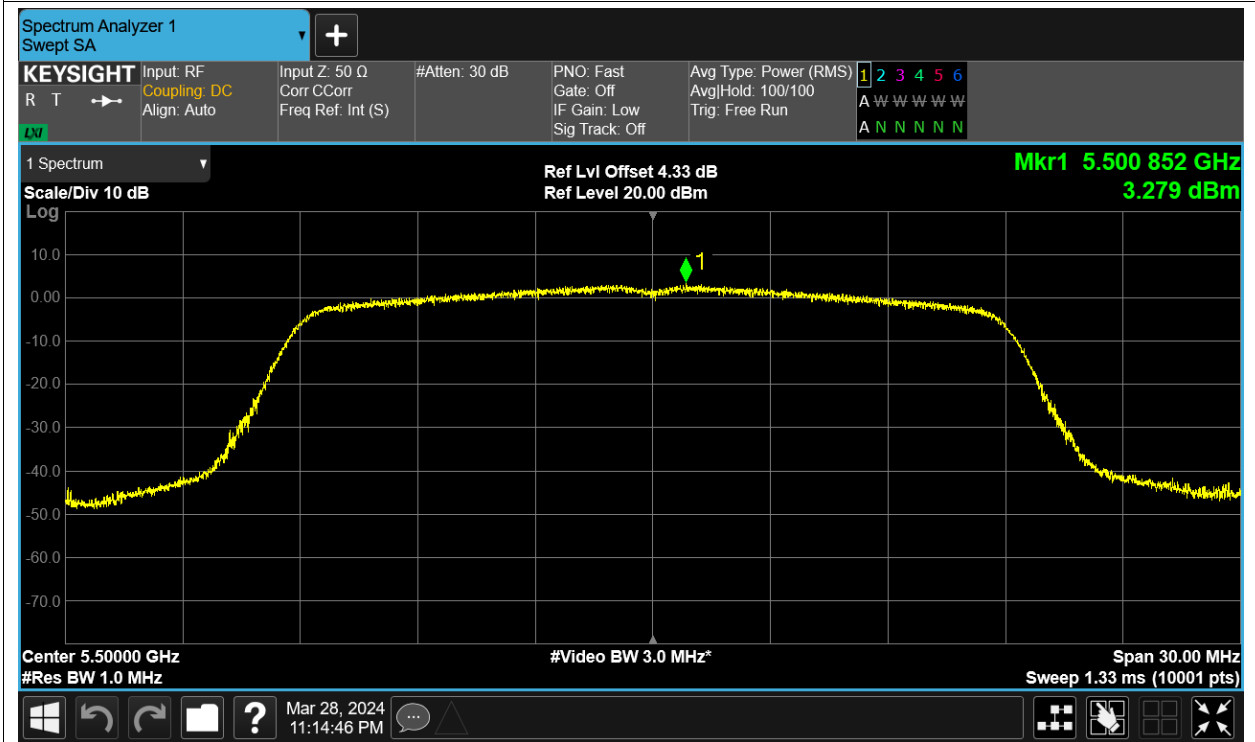 Spectrum Analyzer 1
Swept SA
KEYSIGHT
R T
LXI
Input: RF
Coupling: DC
Align: Auto
Input Z: 50 Ω
Corr CCorr
Freq Ref: Int (S)
#Atten: 30 dB
PNO: Fast
Gate: Off
IF Gain: Low
Sig Track: Off
Avg Type: Power (RMS)
Avg|Hold: 100/100
Trig: Free Run
1 2 3 4 5 6
A W W W W W
A N N N N N
1 Spectrum
Scale/Div 10 dB
Log
Ref Lvl Offset 4.33 dB
Ref Level 20.00 dBm
Mkr1 5.500 852 GHz
3.279 dBm
1
10.0
0.00
-10.0
-20.0
-30.0
-40.0
-50.0
-60.0
-70.0
Center 5.50000 GHz
#Res BW 1.0 MHz
#Video BW 3.0 MHz*
Span 30.00 MHz
Sweep 1.33 ms (10001 pts)
?
Mar 28, 2024
11:14:46 PM